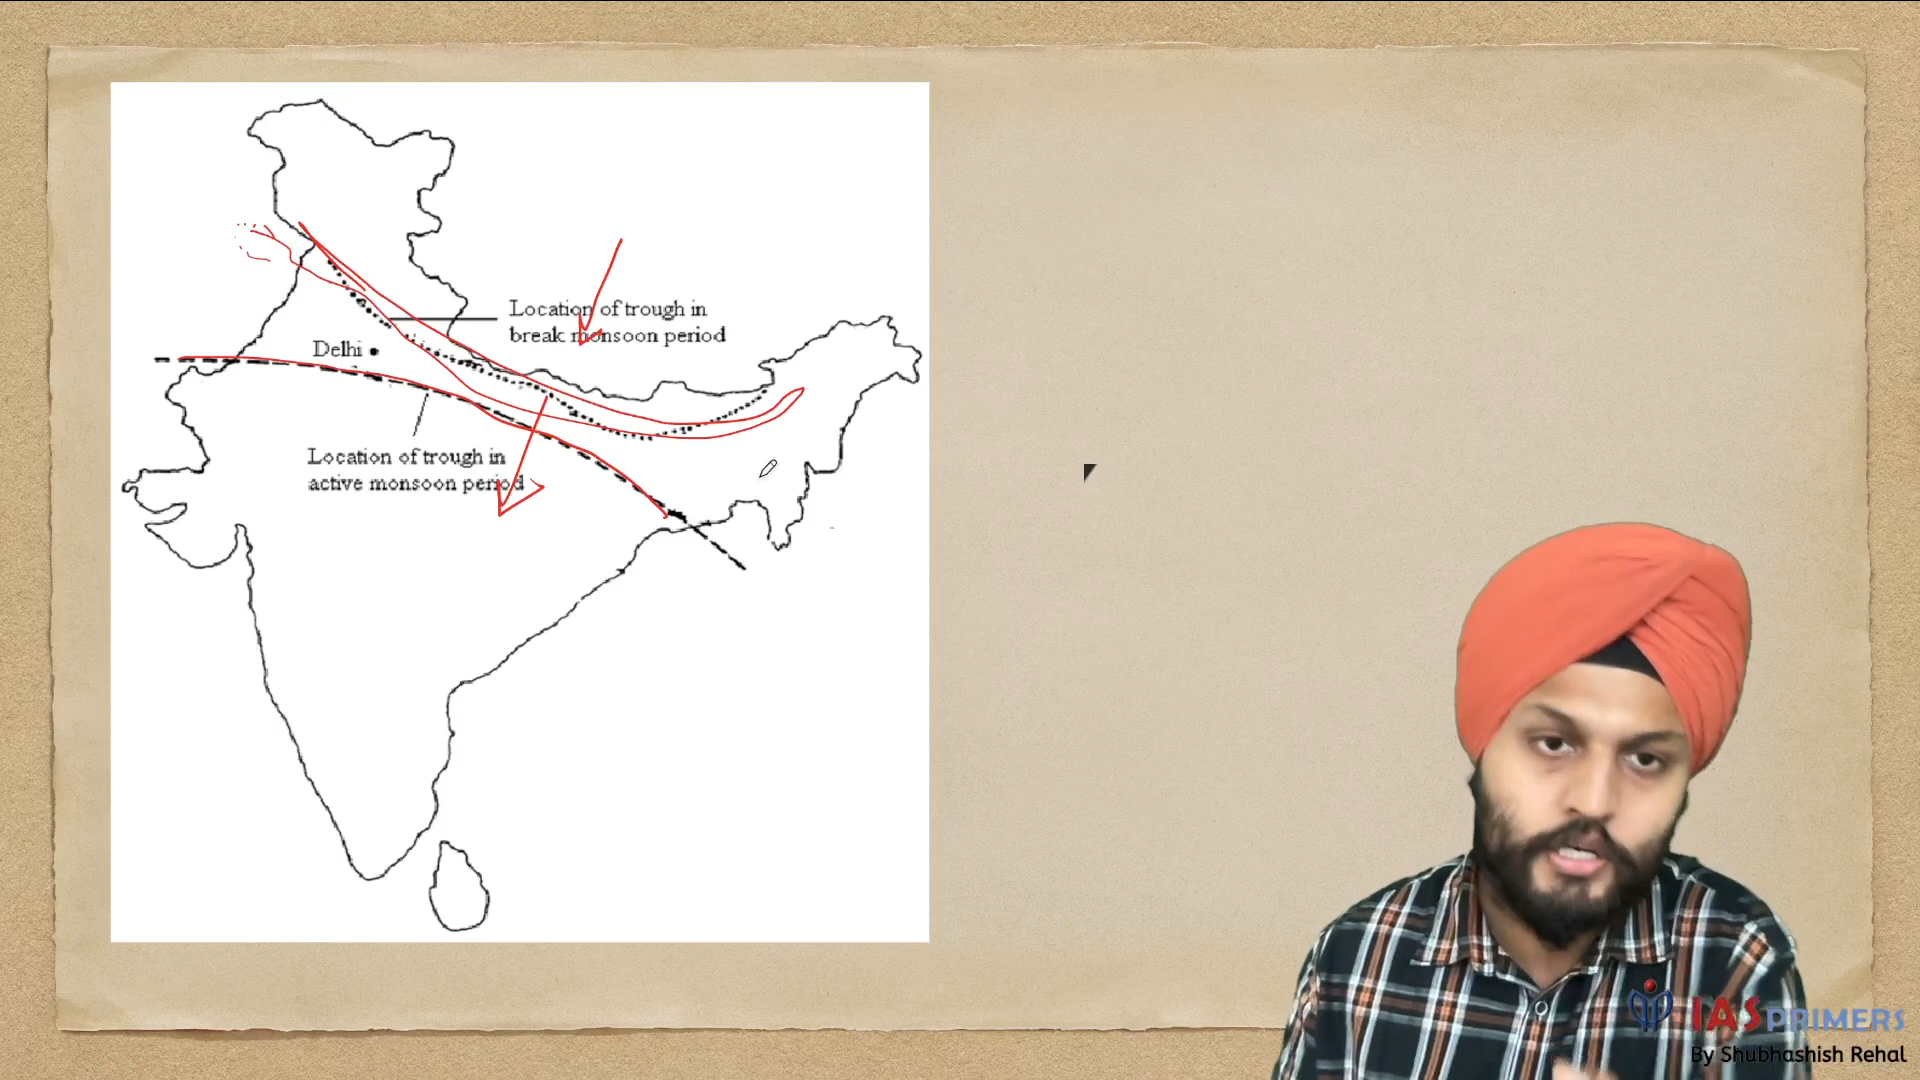 Location of trough in
break monsoon period
Delhi
Location of trough in
active monsoon period
IAS PRIMERS
By Shubhashish Rehal